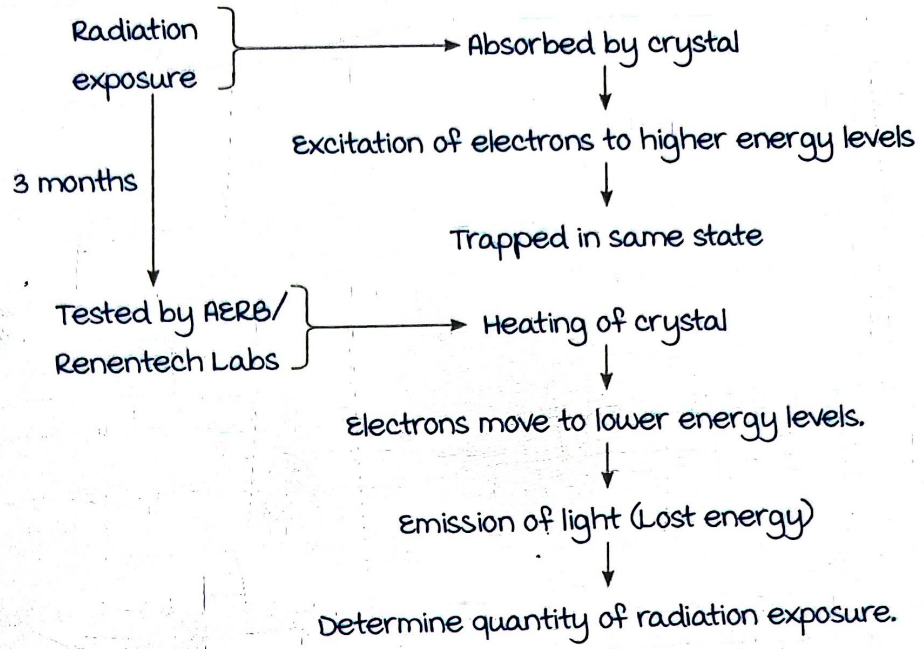 Radiation
exposure
Absorbed by crystal
Excitation of electrons to higher energy levels
3 months
Trapped in same state
Tested by AERB/
Renentech Labs
Heating of crystal
Electrons move to lower energy levels.
Emission of light (Lost energy)
Determine quantity of radiation exposure.